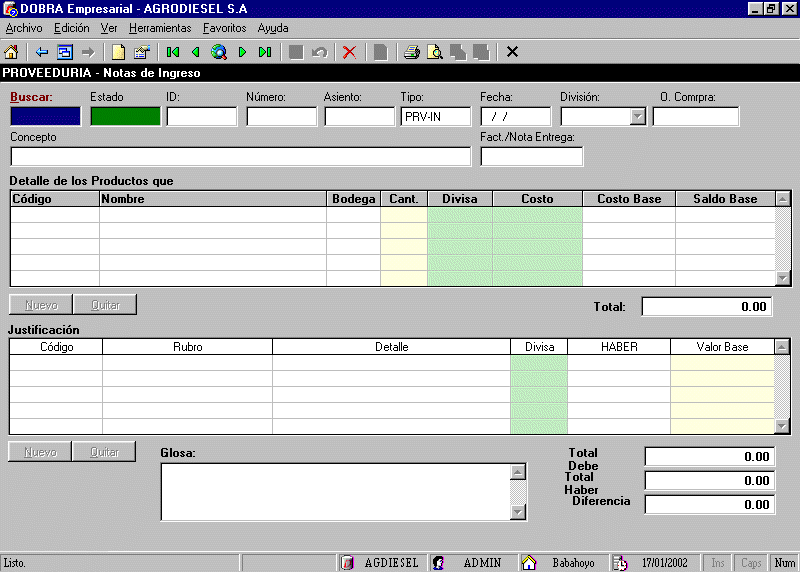 DOBRA Empresarial - AGRODIESEL S.A
Archivo Edición Ver Herramientas Favoritos Ayuda
PROVEEDURIA - Notas de Ingreso
Buscar: Estado ID: Número: Asiento: Tipo: Fecha: División: O. Comrpra:
PRV-IN / /
Concepto Fact./Nota Entrega:
Detalle de los Productos que
Código Nombre Bodega Cant. Divisa Costo Costo Base Saldo Base
Nuevo Quitar Total: 0.00
Justificación
Código Rubro Detalle Divisa HABER Valor Base
Nuevo Quitar Glosa: Total Debe 0.00
Total Haber 0.00
Diferencia 0.00
Listo. AGDIESEL ADMIN Babahoyo 17/01/2002 Ins Caps Num